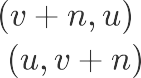 (v + n, u)
(u, v + n)